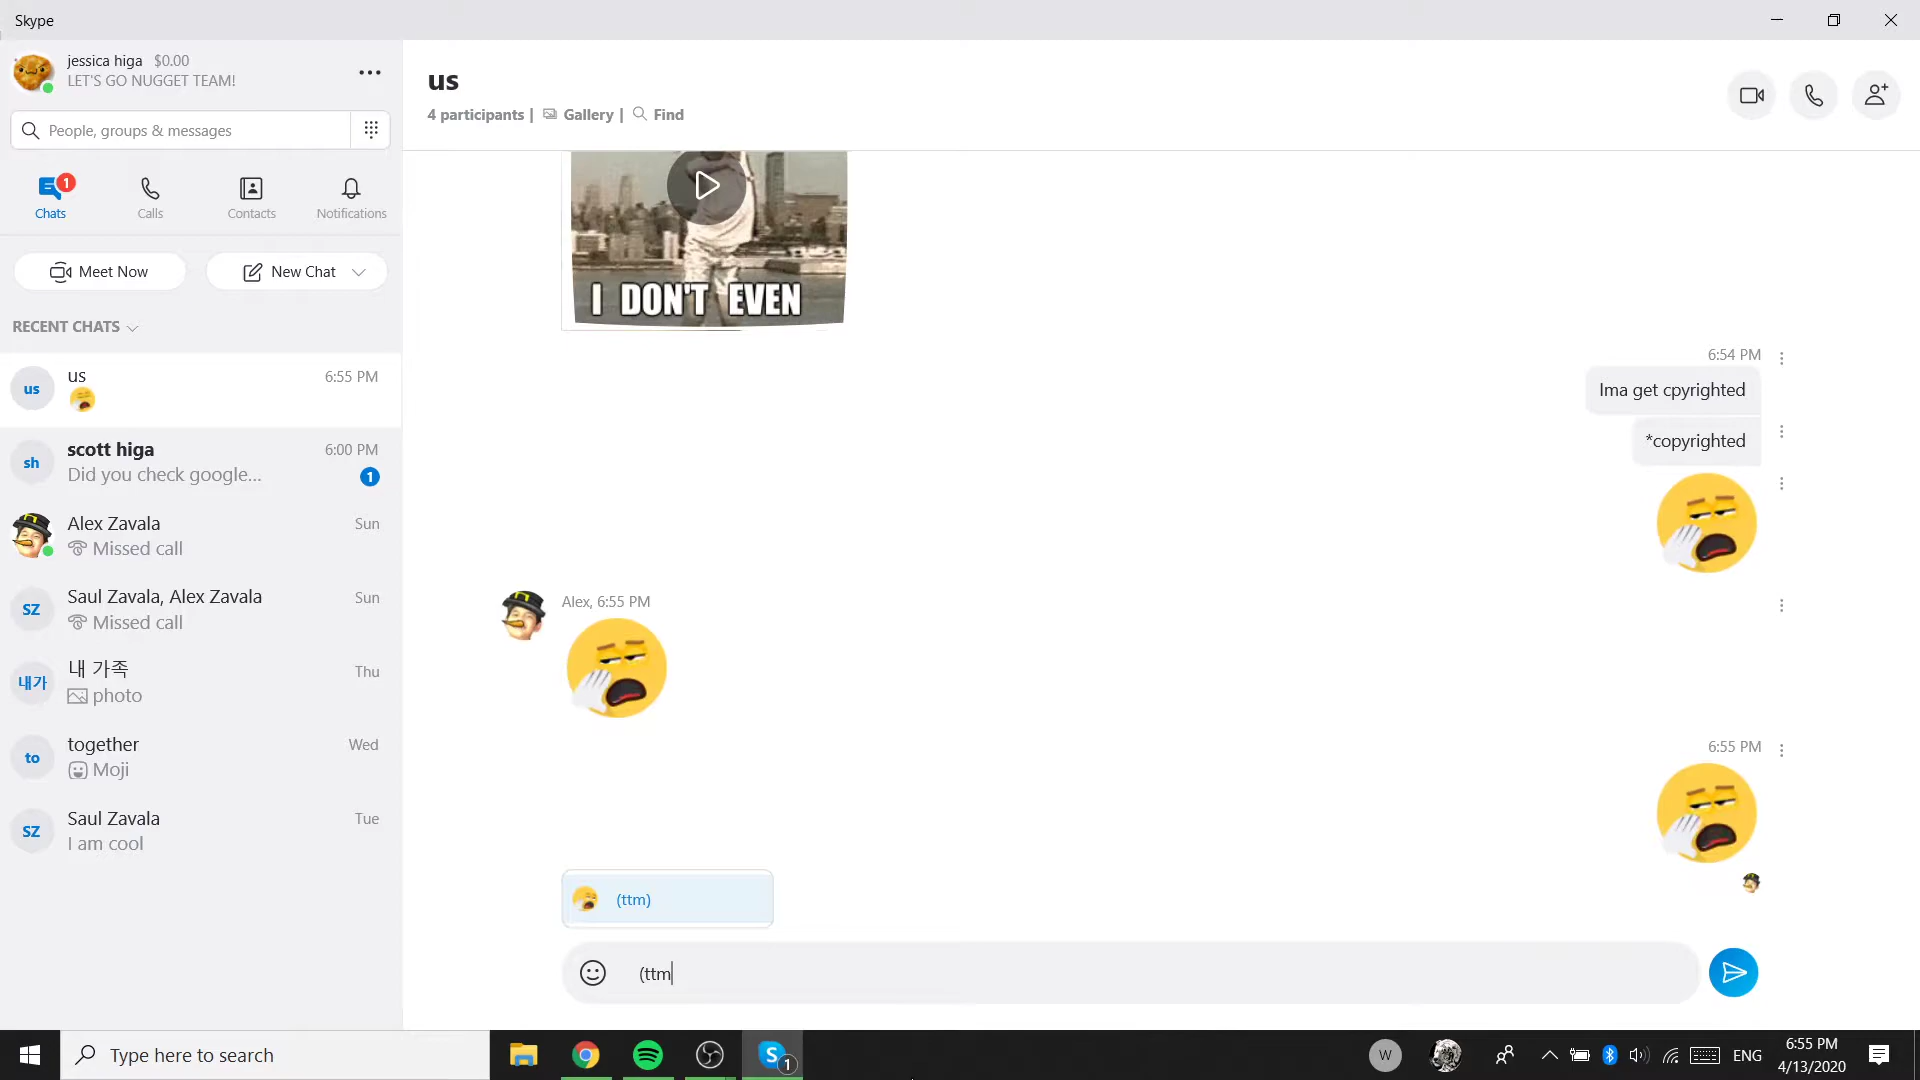 Skype
jessica higa $0.00
LET'S GO NUGGET TEAM!
People, groups & messages
1
Chats
Calls
Contacts
Notifications
Meet Now
New Chat
RECENT CHATS
us
us
6:55 PM
sh
scott higa
6:00 PM
Did you check google...
1
Alex Zavala
Sun
Missed call
SZ
Saul Zavala, Alex Zavala
Sun
Missed call
내가
내 가족
Thu
photo
to
together
Wed
Moji
SZ
Saul Zavala
Tue
I am cool
us
4 participants | Gallery | Find
I DON'T EVEN
6:54 PM
Ima get cpyrighted
*copyrighted
Alex, 6:55 PM
6:55 PM
(ttm)
(ttm
Type here to search
S
1
W
ENG
6:55 PM
4/13/2020